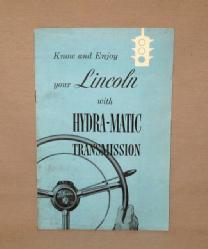 Know and Enjoy
your Lincoln
with
HYDRA-MATIC
TRANSMISSION